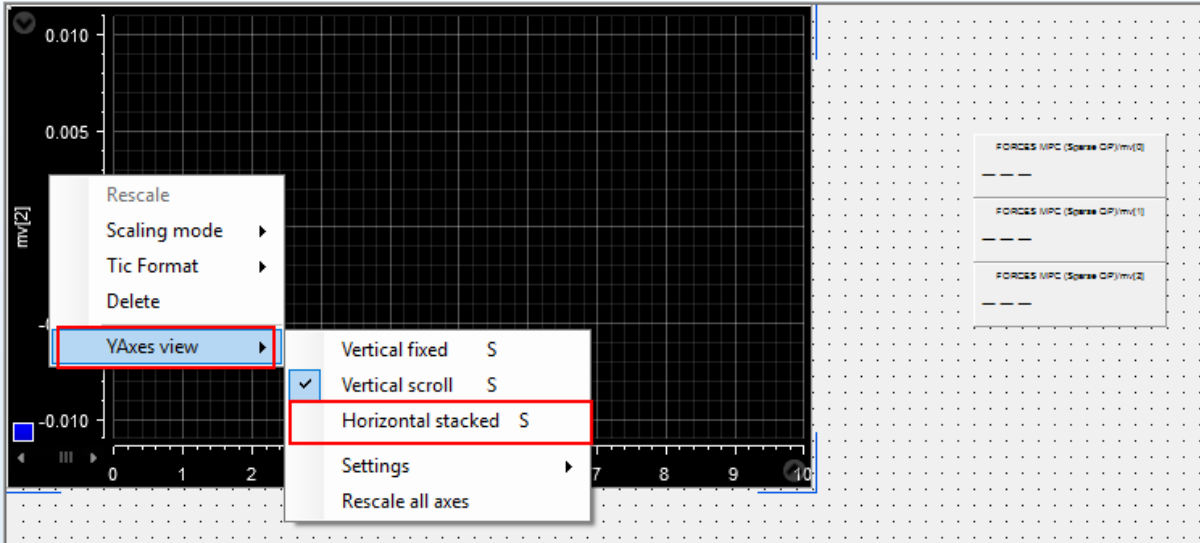 0.010
0.005
mv[2]
-0.010
0 1 2 7 8 9 10
Rescale
Scaling mode
Tic Format
Delete
YAxes view
Vertical fixed S
Vertical scroll S
Horizontal stacked S
Settings
Rescale all axes
FORCES MPC (Sparse QP)/mv[0]
— — —
FORCES MPC (Sparse QP)/mv[1]
— — —
FORCES MPC (Sparse QP)/mv[2]
— — —